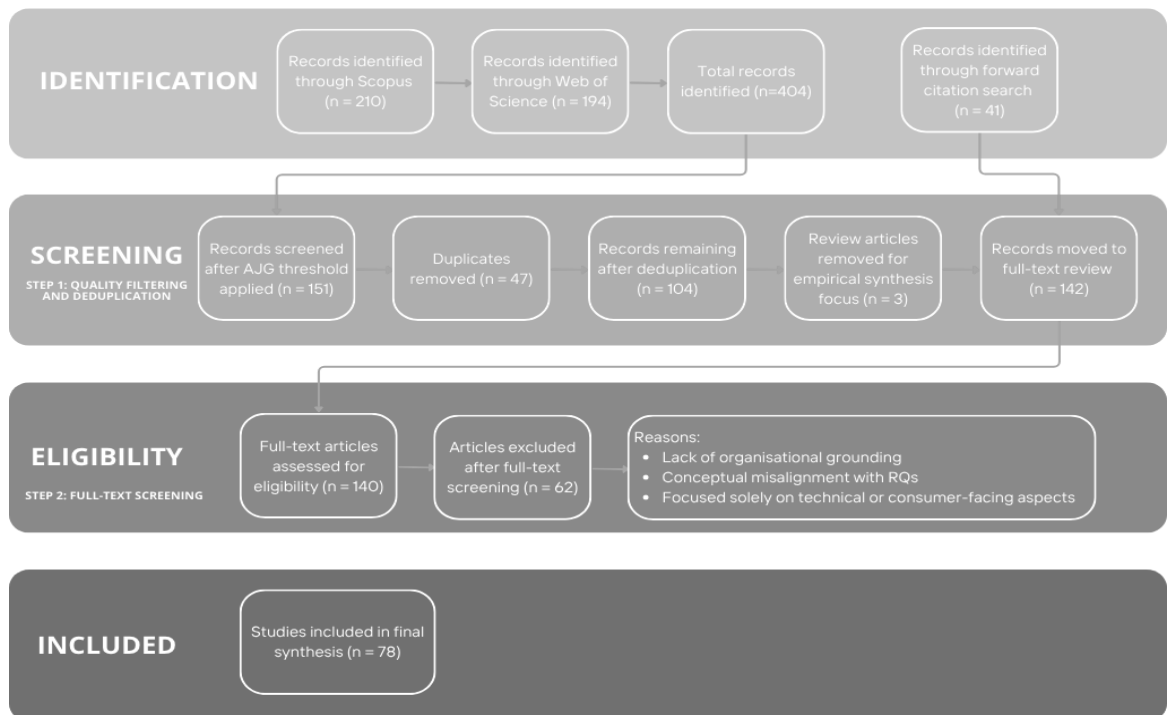 IDENTIFICATION
Records identified
through Scopus
(n = 210)
Records identified
through Web of
Science (n = 194)
Total records
identified (n=404)
Records identified
through forward
citation search
(n = 41)
SCREENING
STEP 1: QUALITY FILTERING
AND DEDUPLICATION
Records screened
after AJG threshold
applied (n = 151)
Duplicates
removed (n = 47)
Records remaining
after deduplication
(n = 104)
Review articles
removed for
empirical synthesis
focus (n = 3)
Records moved to
full-text review
(n = 142)
ELIGIBILITY
STEP 2: FULL-TEXT SCREENING
Full-text articles
assessed for
eligibility (n = 140)
Articles excluded
after full-text
screening (n = 62)
Reasons:
• Lack of organisational grounding
• Conceptual misalignment with RQs
• Focused solely on technical or consumer-facing aspects
INCLUDED
Studies included in final
synthesis (n = 78)